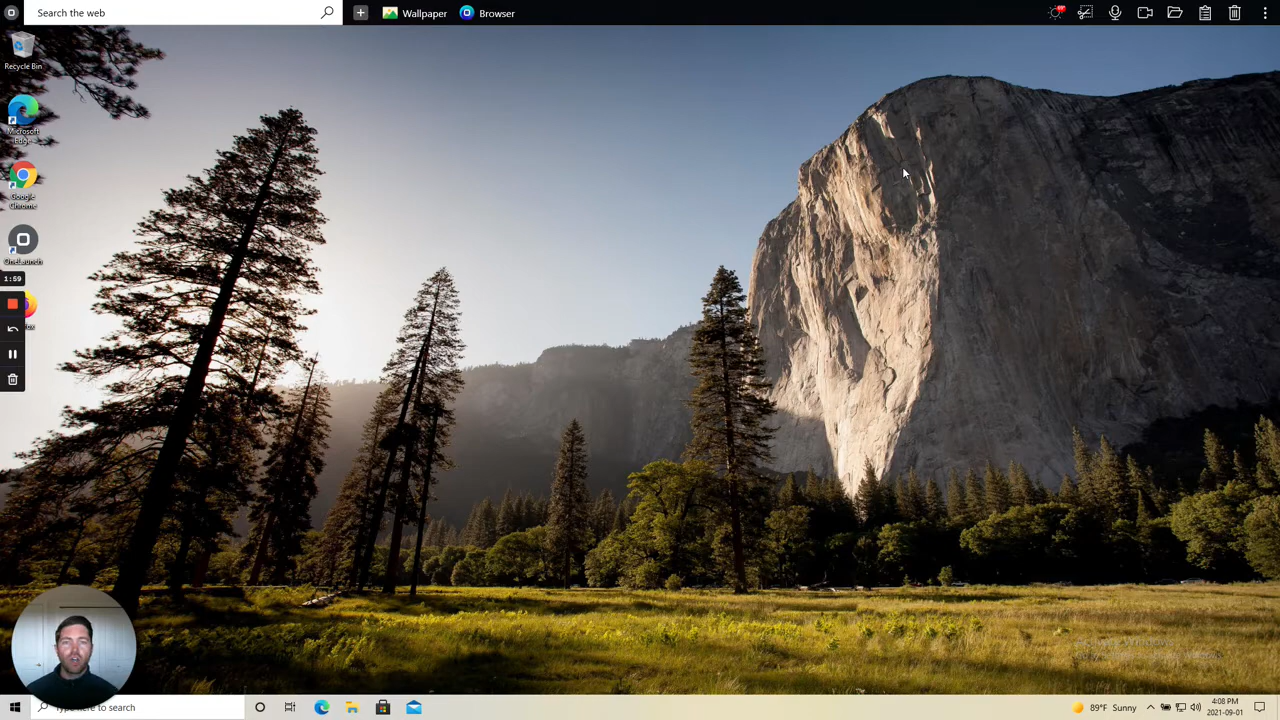 Search the web
Wallpaper
Browser
Recycle Bin
Microsoft Edge
Google
Chrome
OneLaunch
1:59
Type here to search
89°F Sunny
4:08 PM
2021-09-01